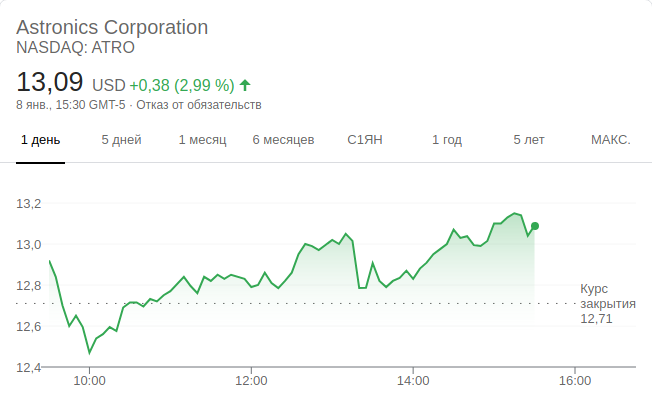 Astronics Corporation
NASDAQ: ATRO
13,09 USD +0,38 (2,99 %)
8 янв., 15:30 GMT-5 · Отказ от обязательств
1 день 5 дней 1 месяц 6 месяцев С1ЯН 1 год 5 лет МАКС.
13,2
13,0
12,8
12,6
12,4
Курс
закрытия
12,71
10:00 12:00 14:00 16:00